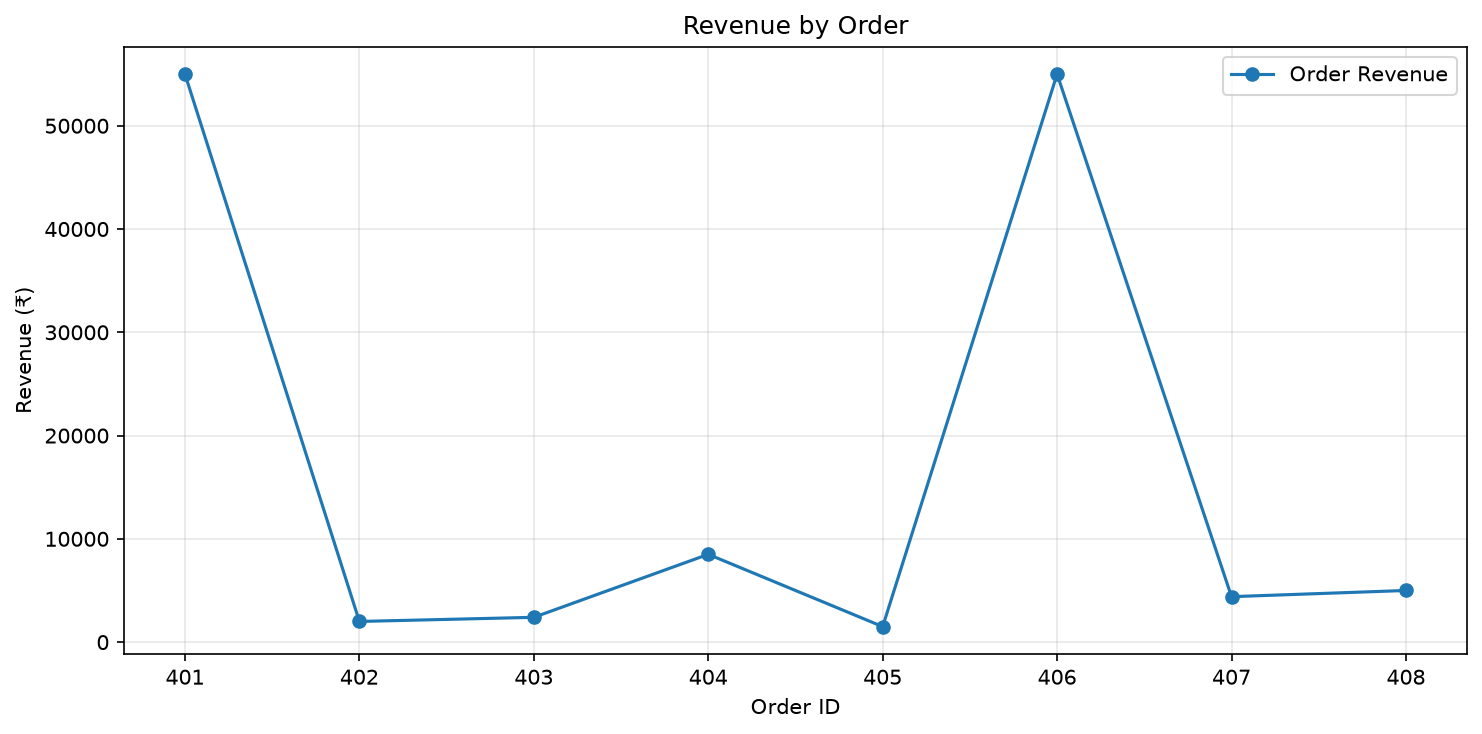 Revenue by Order
Order Revenue
Revenue (₹)
50000
40000
30000
20000
10000
0
401 402 403 404 405 406 407 408
Order ID